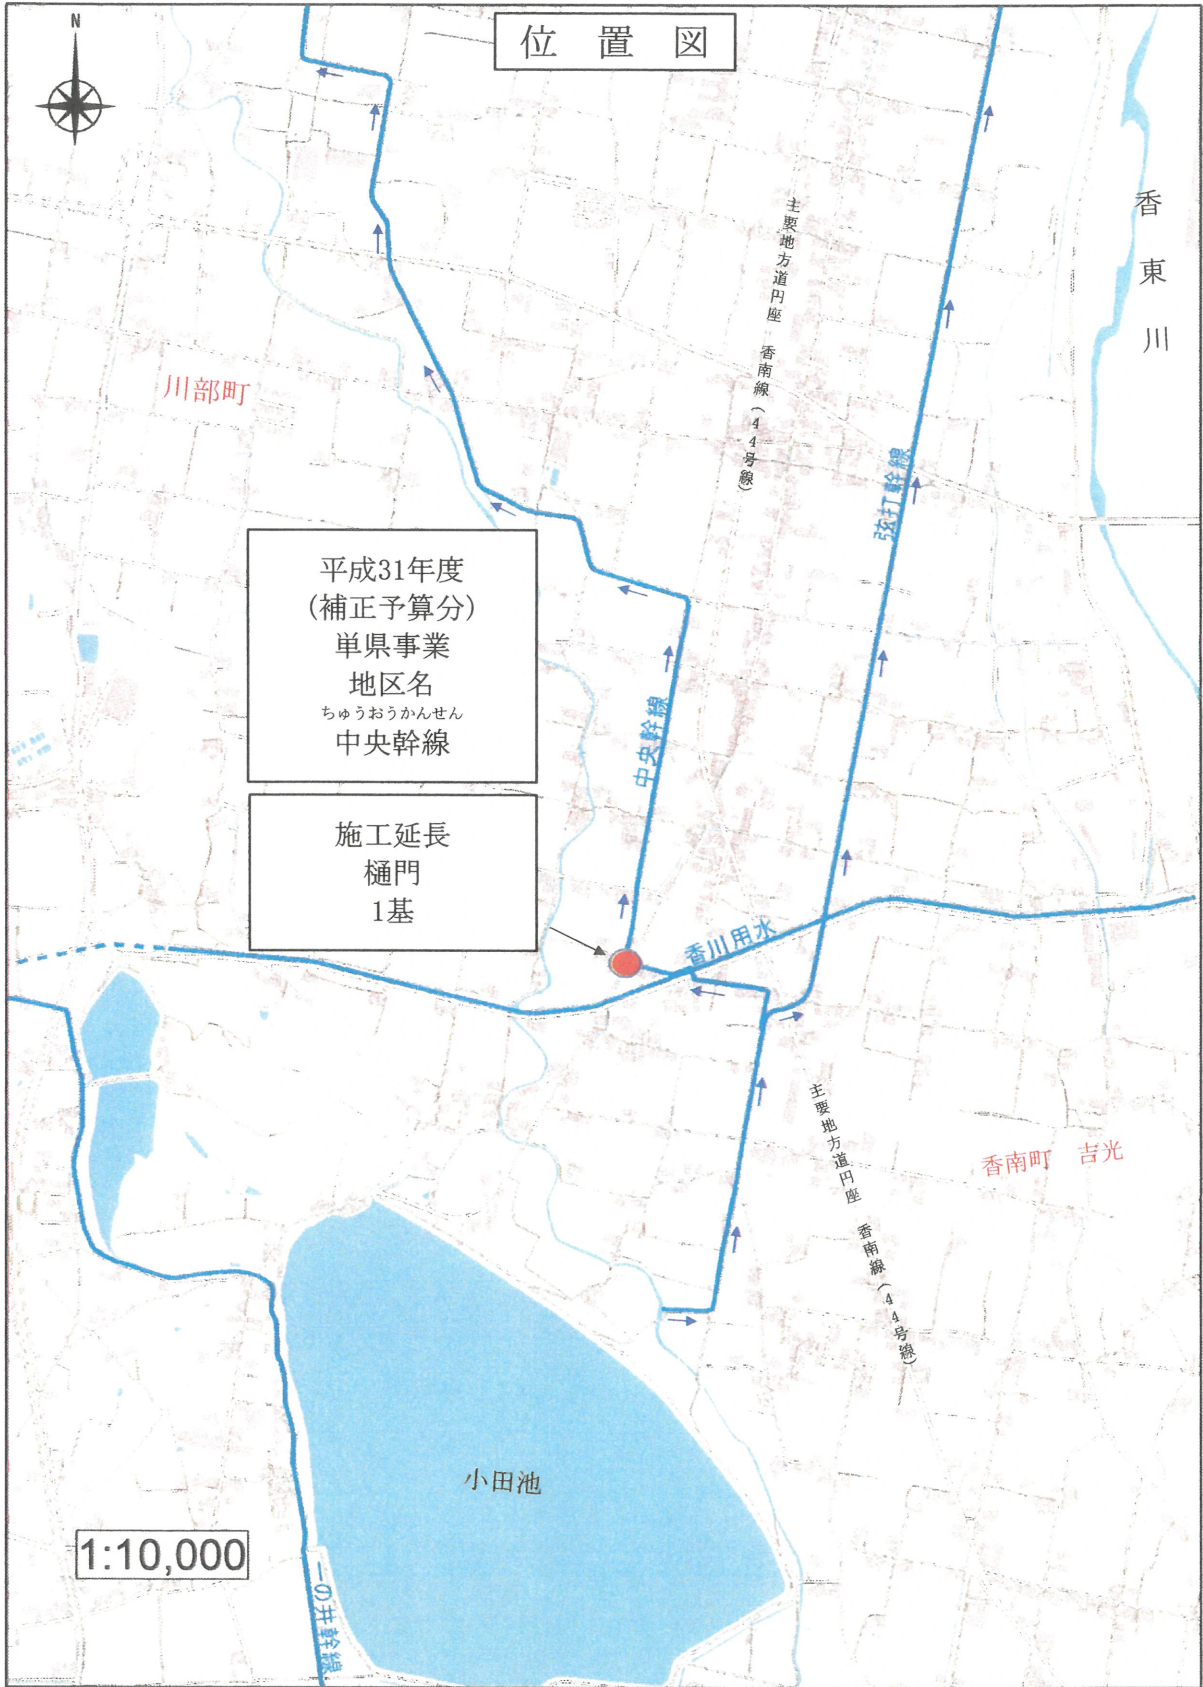 位 置 図
N
香東川
主要地方道円座 香南線(44号線)
川部町
弦打幹線
平成31年度
(補正予算分)
単県事業
地区名
ちゅうおうかんせん
中央幹線
中央幹線
施工延長
樋門
1基
香川用水
主要地方道円座 香南線(44号線)
香南町 吉光
小田池
1:10,000
一の井幹線